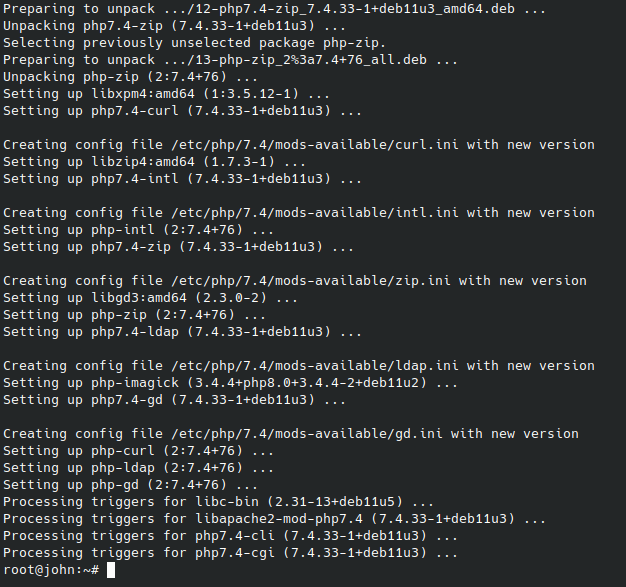 Preparing to unpack .../12-php7.4-zip_7.4.33-1+deb11u3_amd64.deb ...
Unpacking php7.4-zip (7.4.33-1+deb11u3) ...
Selecting previously unselected package php-zip.
Preparing to unpack .../13-php-zip_2%3a7.4+76_all.deb ...
Unpacking php-zip (2:7.4+76) ...
Setting up libxpm4:amd64 (1:3.5.12-1) ...
Setting up php7.4-curl (7.4.33-1+deb11u3) ...

Creating config file /etc/php/7.4/mods-available/curl.ini with new version
Setting up libzip4:amd64 (1.7.3-1) ...
Setting up php7.4-intl (7.4.33-1+deb11u3) ...

Creating config file /etc/php/7.4/mods-available/intl.ini with new version
Setting up php-intl (2:7.4+76) ...
Setting up php7.4-zip (7.4.33-1+deb11u3) ...

Creating config file /etc/php/7.4/mods-available/zip.ini with new version
Setting up libgd3:amd64 (2.3.0-2) ...
Setting up php-zip (2:7.4+76) ...
Setting up php7.4-ldap (7.4.33-1+deb11u3) ...

Creating config file /etc/php/7.4/mods-available/ldap.ini with new version
Setting up php-imagick (3.4.4+php8.0+3.4.4-2+deb11u2) ...
Setting up php7.4-gd (7.4.33-1+deb11u3) ...

Creating config file /etc/php/7.4/mods-available/gd.ini with new version
Setting up php-curl (2:7.4+76) ...
Setting up php-ldap (2:7.4+76) ...
Setting up php-gd (2:7.4+76) ...
Processing triggers for libc-bin (2.31-13+deb11u5) ...
Processing triggers for libapache2-mod-php7.4 (7.4.33-1+deb11u3) ...
Processing triggers for php7.4-cli (7.4.33-1+deb11u3) ...
Processing triggers for php7.4-cgi (7.4.33-1+deb11u3) ...
root@john:~#